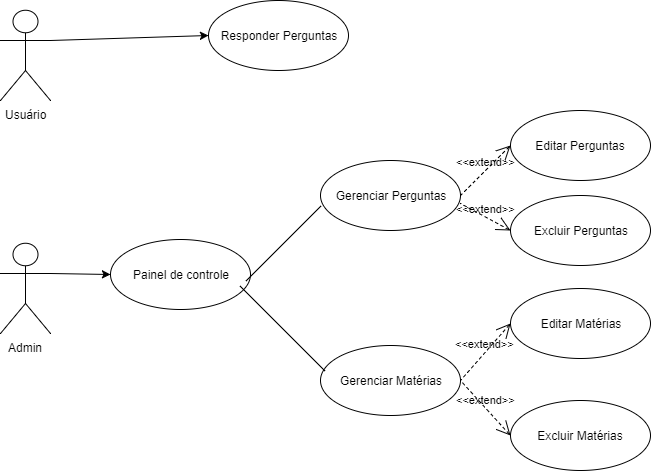 Responder Perguntas
Usuário
Editar Perguntas
<<extend>>
Gerenciar Perguntas
<<extend>>
Excluir Perguntas
Painel de controle
Admin
Editar Matérias
<<extend>>
Gerenciar Matérias
<<extend>>
Excluir Matérias